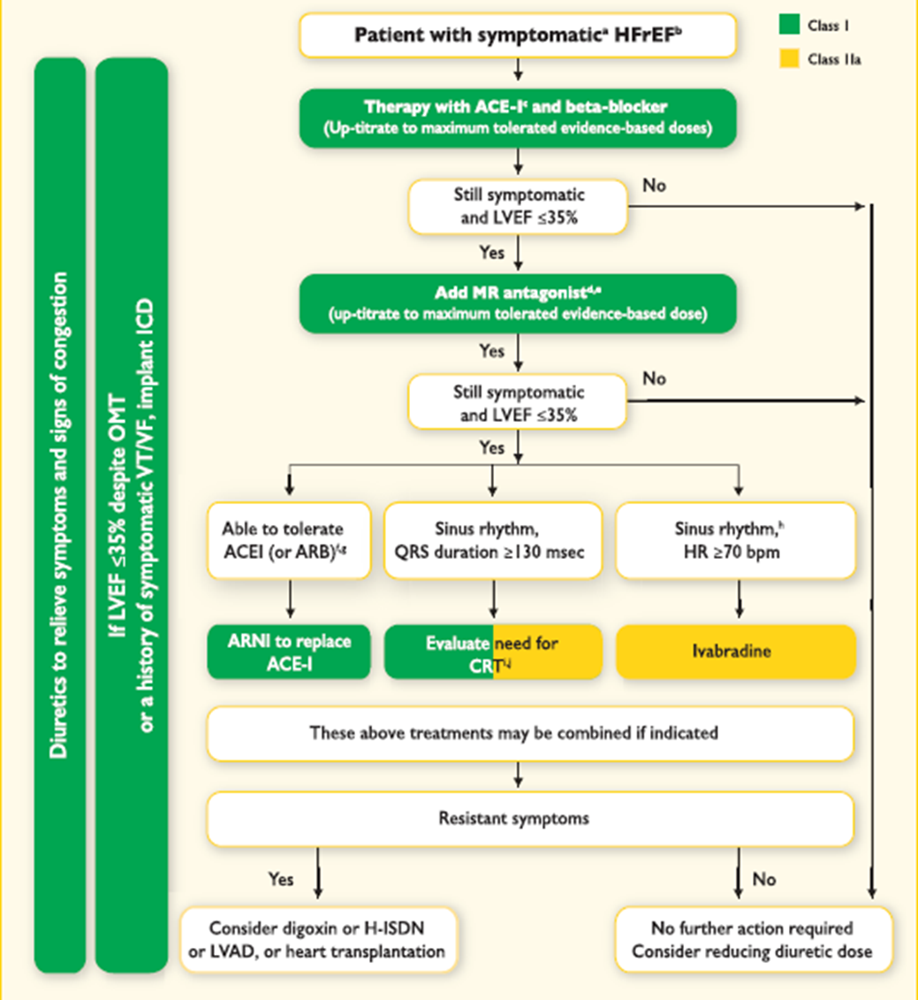 Patient with symptomaticᵃ HFrEFᵇ
Class I
Class IIa
Therapy with ACE-Iᶜ and beta-blocker
(Up-titrate to maximum tolerated evidence-based doses)
Still symptomatic
and LVEF ≤35%
No
Yes
Add MR antagonistᵈ,ᵉ
(up-titrate to maximum tolerated evidence-based dose)
Yes
Still symptomatic
and LVEF ≤35%
No
Yes
Able to tolerate
ACEI (or ARB)ᶠ,ᵍ
Sinus rhythm,
QRS duration ≥130 msec
Sinus rhythm,ʰ
HR ≥70 bpm
ARNI to replace
ACE-I
Evaluate need for
CRTⁱ,ʲ
Ivabradine
These above treatments may be combined if indicated
Resistant symptoms
Yes
No
Consider digoxin or H-ISDN
or LVAD, or heart transplantation
No further action required
Consider reducing diuretic dose
Diuretics to relieve symptoms and signs of congestion
If LVEF ≤35% despite OMT
or a history of symptomatic VT/VF, implant ICD